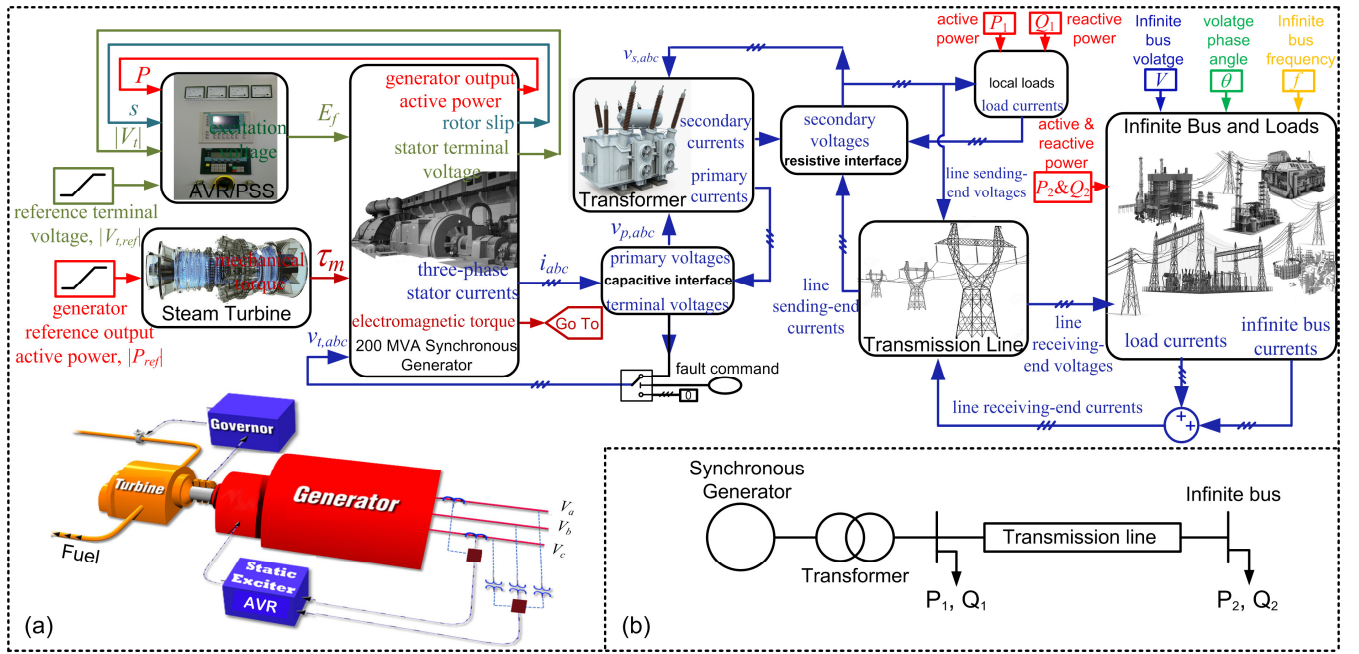 active
power
P1
Q1
reactive
power
Infinite
bus
volatge
V
volatge
phase
angle
θ
Infinite
bus
frequency
f
P
s
|Vt|
excitation
voltage
AVR/PSS
Ef
generator output
active power
rotor slip
stator terminal
voltage
reference terminal
voltage, |Vt,ref|
generator
reference output
active power, |Pref|
mechanical
torque
Steam Turbine
τm
three-phase
stator currents
electromagnetic torque
200 MVA Synchronous
Generator
iabc
Go To
vt,abc
vs,abc
secondary
currents
primary
currents
Transformer
vp,abc
primary voltages
capacitive interface
terminal voltages
fault command
0
secondary
voltages
resistive interface
local loads
load currents
line sending-
end voltages
active &
reactive
power
P2&Q2
line
sending-end
currents
Transmission Line
line
receiving-
end voltages
line receiving-end currents
Infinite Bus and Loads
load currents
infinite bus
currents
+
+
Governor
Turbine
Generator
Fuel
Static
Exciter
AVR
Va
Vb
Vc
(a)
Synchronous
Generator
Transformer
Transmission line
Infinite bus
P1, Q1
P2, Q2
(b)